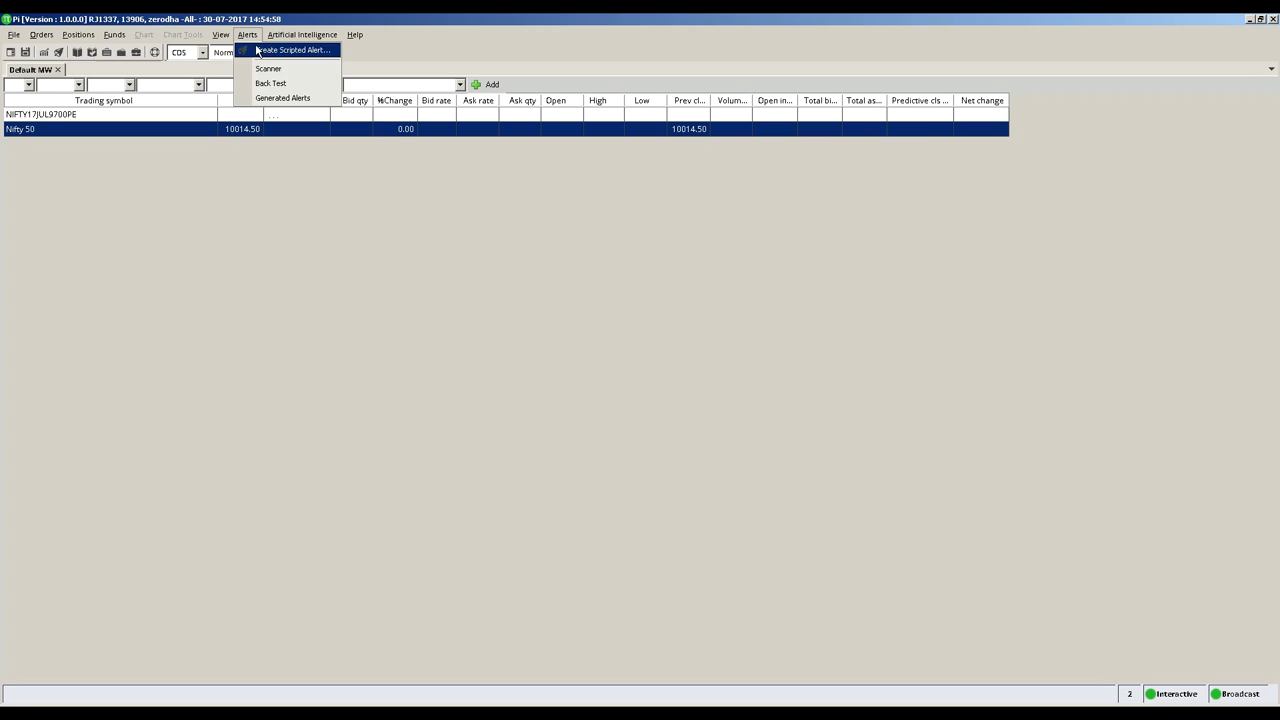 Pi [Version : 1.0.0.0] RJ1337, 13906, zerodha -All- : 30-07-2017 14:54:58
File Orders Positions Funds Chart Chart Tools View Alerts Artificial Intelligence Help
CDS Norm
Create Scripted Alert...
Scanner
Back Test
Generated Alerts
Default MW
Add
Trading symbol Bid qty %Change Bid rate Ask rate Ask qty Open High Low Prev cl... Volum... Open in... Total bi... Total as... Predictive cls ... Net change
NIFTY17JUL9700PE ...
Nifty 50 10014.50 0.00 10014.50
2 Interactive Broadcast